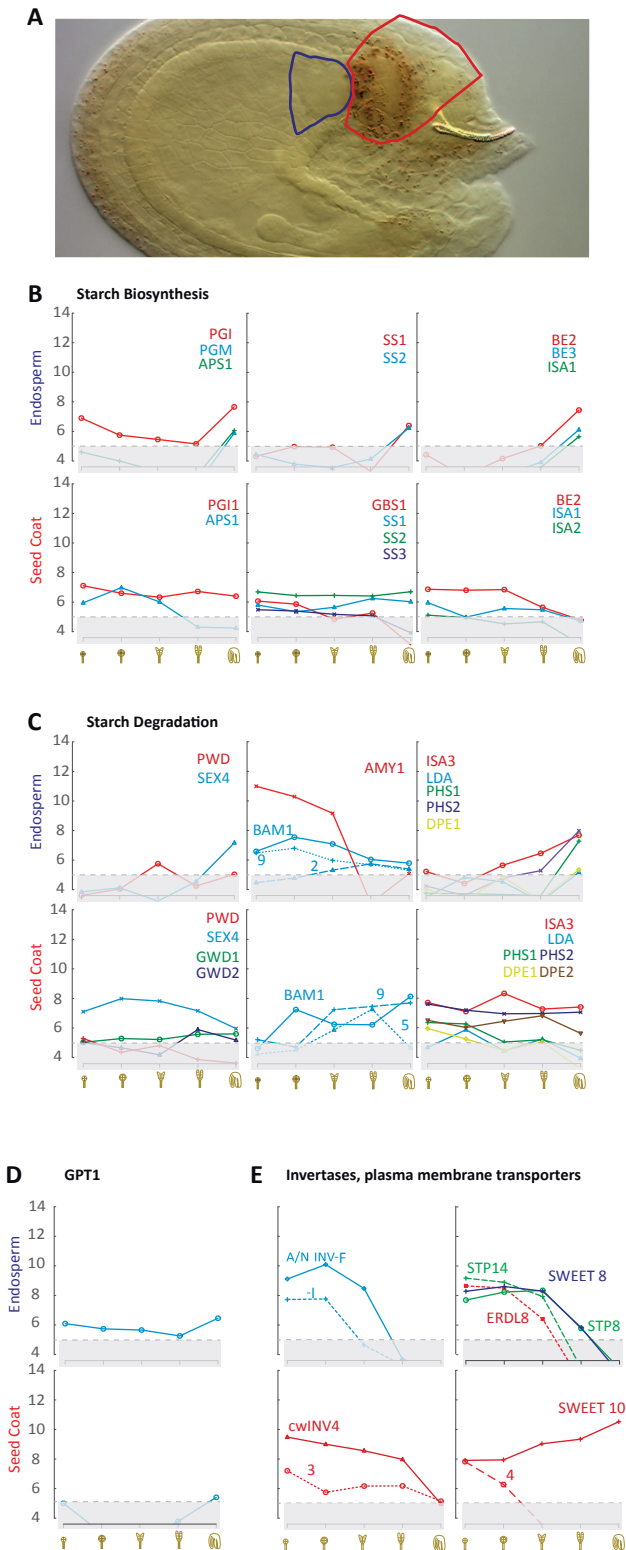 A
B
Starch Biosynthesis
Endosperm
14
12
10
8
6
4
PGI
PGM
APS1
SS1
SS2
BE2
BE3
ISA1
Seed Coat
14
12
10
8
6
4
PGI1
APS1
GBS1
SS1
SS2
SS3
BE2
ISA1
ISA2
C
Starch Degradation
Endosperm
14
12
10
8
6
4
PWD
SEX4
AMY1
BAM1
9
2
ISA3
LDA
PHS1
PHS2
DPE1
Seed Coat
14
12
10
8
6
4
PWD
SEX4
GWD1
GWD2
BAM1
9
5
ISA3
LDA
PHS1 PHS2
DPE1 DPE2
D
GPT1
Endosperm
14
12
10
8
6
4
Seed Coat
14
12
10
8
6
4
E
Invertases, plasma membrane transporters
A/N INV-F
-I
STP14
SWEET 8
ERDL8
STP8
cwINV4
3
SWEET 10
4